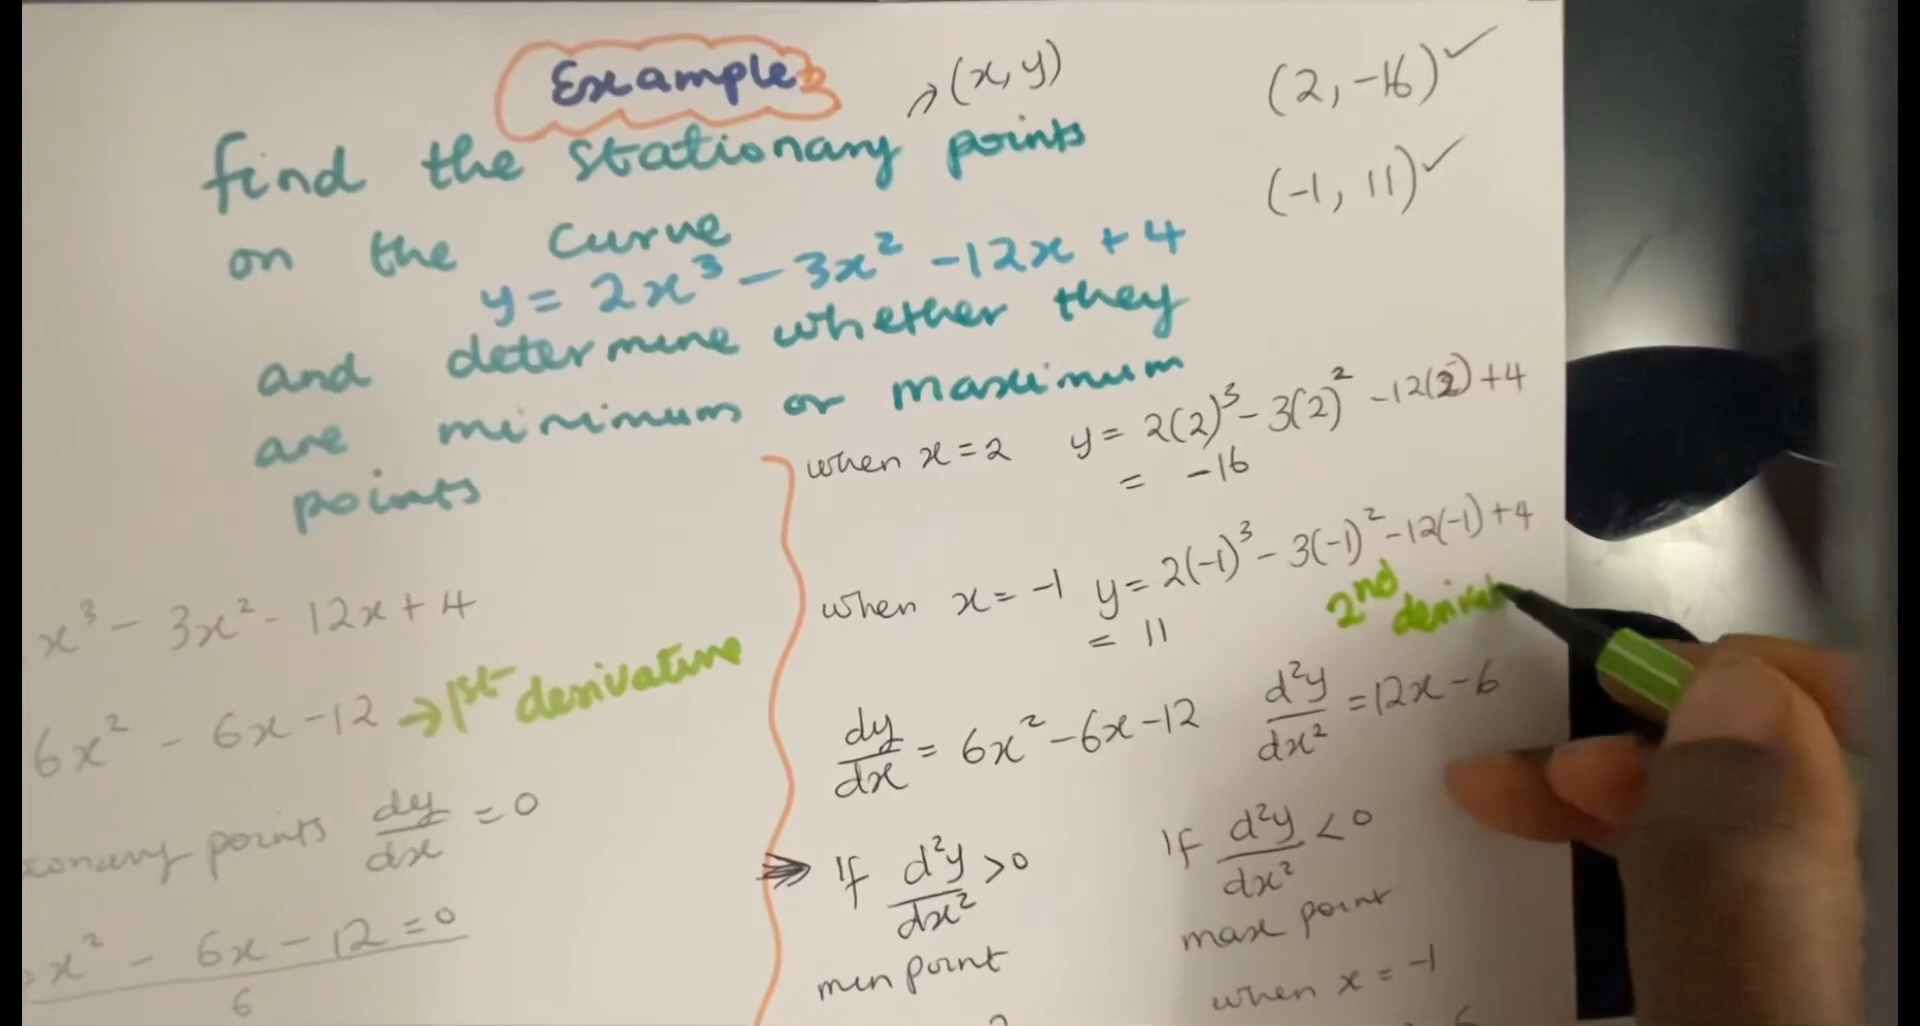 Example
→(x, y)
find the stationary points
on the curve
y = 2x³ - 3x² - 12x + 4
and determine whether they
are minimum or maximum
points
x³ - 3x² - 12x + 4
6x² - 6x - 12 → 1st derivative
points dy/dx = 0
x² - 6x - 12 = 0
6
(2, -16) ✓
(-1, 11) ✓
when x = 2 y = 2(2)³ - 3(2)² - 12(2) + 4
= -16
when x = -1 y = 2(-1)³ - 3(-1)² - 12(-1) + 4
= 11
2nd
derivat
dy/dx = 6x² - 6x - 12 d²y/dx² = 12x - 6
⇒ If d²y/dx² > 0
min point
If d²y/dx² < 0
max point
when x = -1